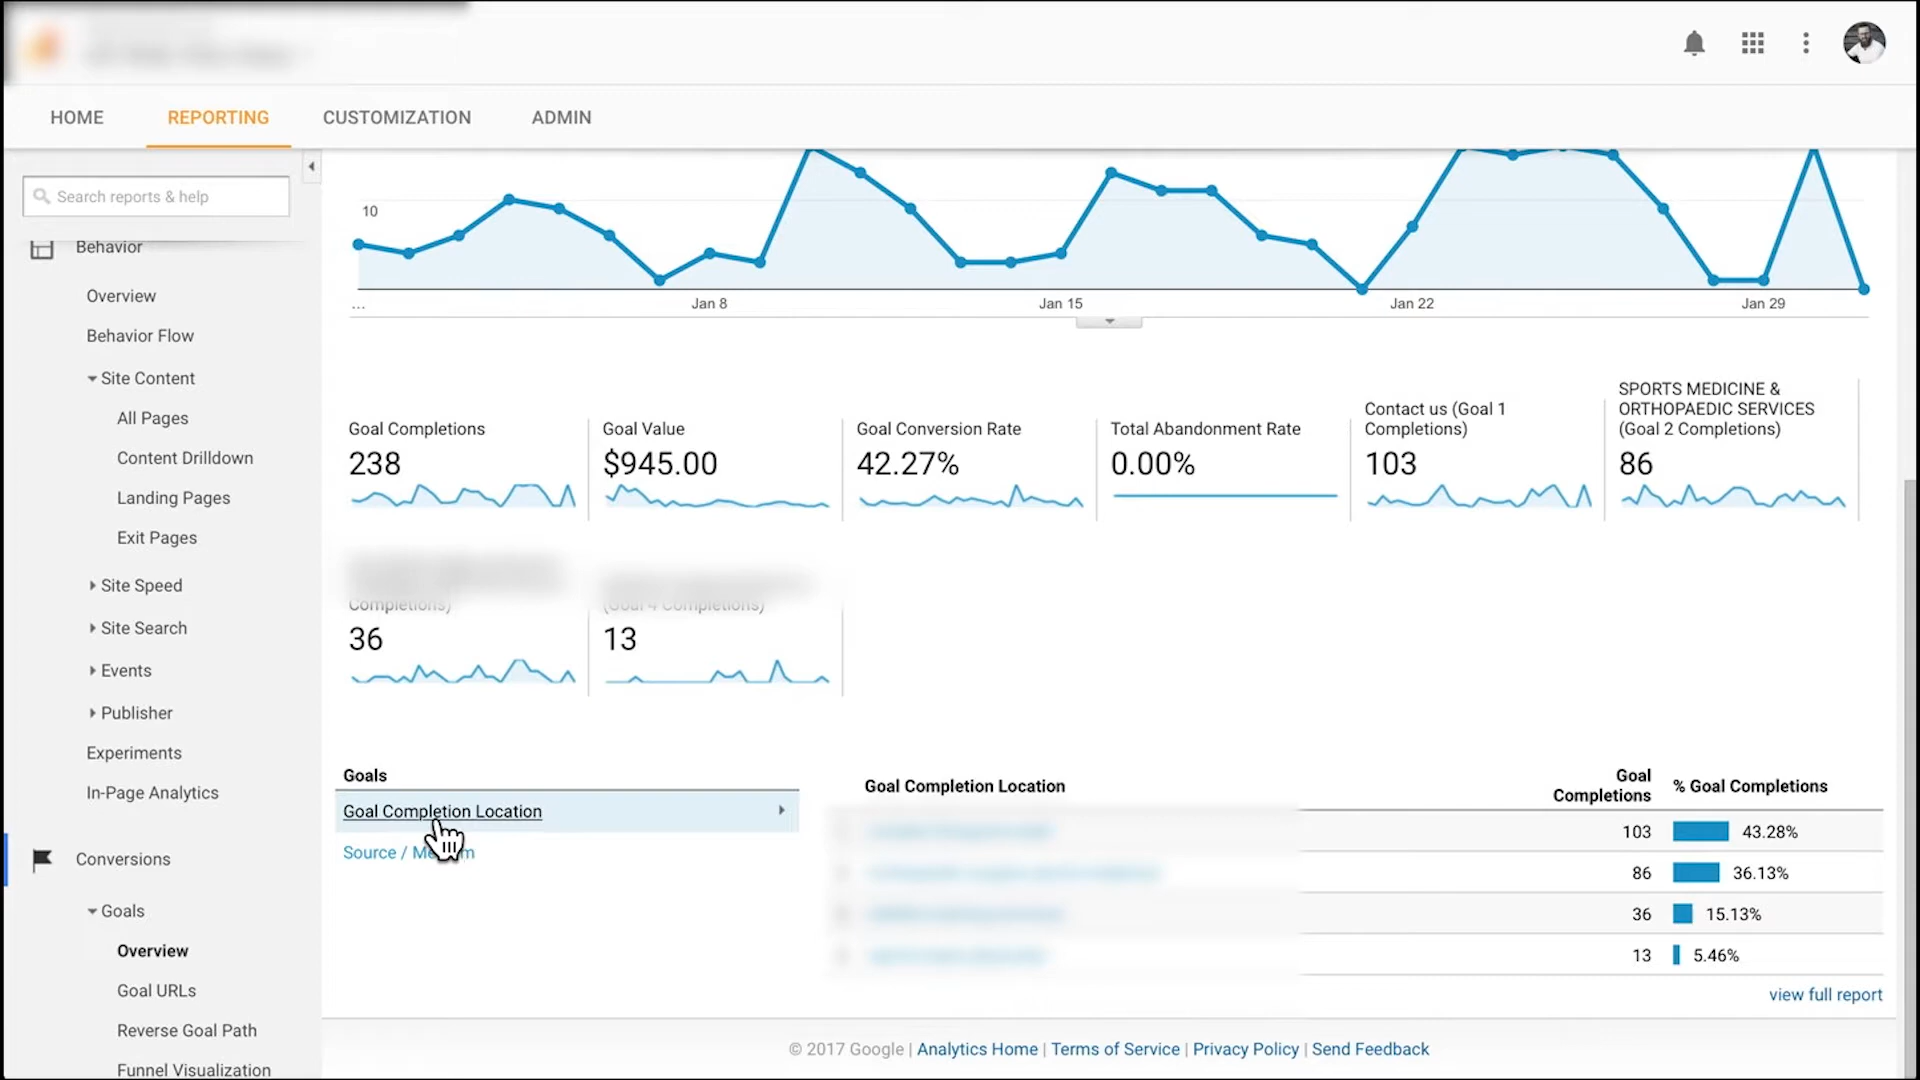 HOME
REPORTING
CUSTOMIZATION
ADMIN
Search reports & help
Behavior
Overview
Behavior Flow
Site Content
All Pages
Content Drilldown
Landing Pages
Exit Pages
Site Speed
Site Search
Events
Publisher
Experiments
In-Page Analytics
Conversions
Goals
Overview
Goal URLs
Reverse Goal Path
Funnel Visualization
10
...
Jan 8
Jan 15
Jan 22
Jan 29
Goal Completions
238
Goal Value
$945.00
Goal Conversion Rate
42.27%
Total Abandonment Rate
0.00%
Contact us (Goal 1
Completions)
103
SPORTS MEDICINE &
ORTHOPAEDIC SERVICES
(Goal 2 Completions)
86
Completions)
36
(Goal 4 Completions)
13
Goals
Goal Completion Location
Source /
Goal Completion Location
Goal
Completions
% Goal Completions
103 43.28%
86 36.13%
36 15.13%
13 5.46%
view full report
© 2017 Google | Analytics Home | Terms of Service | Privacy Policy | Send Feedback